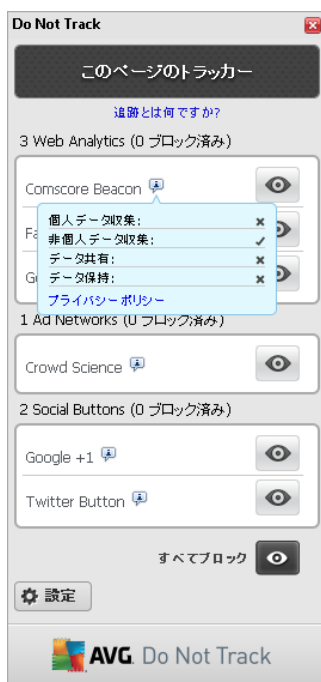 Do Not Track
このページのトラッカー
追跡とは何ですか?
3 Web Analytics (0 ブロック済み)
Comscore Beacon
個人データ収集:
非個人データ収集:
データ共有:
データ保持:
プライバシーポリシー
1 Ad Networks (0 ブロック済み)
Crowd Science
2 Social Buttons (0 ブロック済み)
Google +1
Twitter Button
すべてブロック
設定
AVG Do Not Track